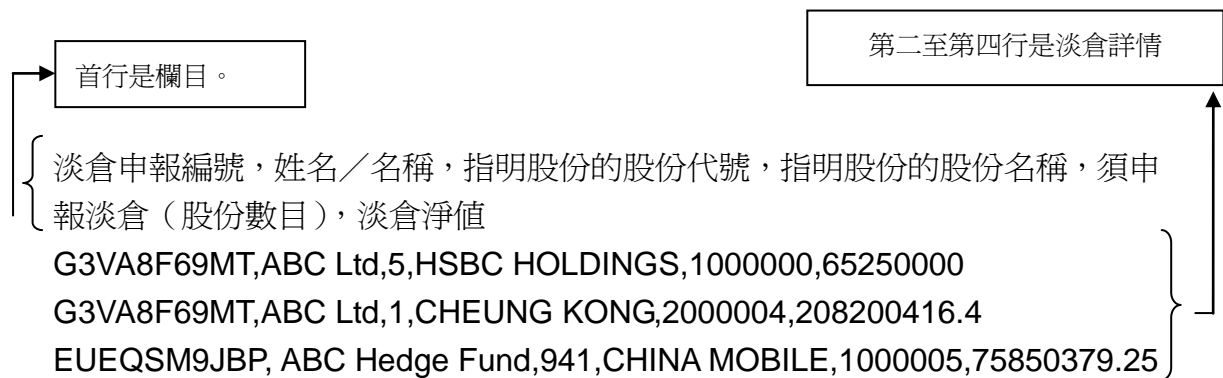 第二至第四行是淡倉詳情
首行是欄目。
淡倉申報編號，姓名／名稱，指明股份的股份代號，指明股份的股份名稱，須申
報淡倉（股份數目），淡倉淨值
G3VA8F69MT,ABC Ltd,5,HSBC HOLDINGS,1000000,65250000
G3VA8F69MT,ABC Ltd,1,CHEUNG KONG,2000004,208200416.4
EUEQSM9JBP, ABC Hedge Fund,941,CHINA MOBILE,1000005,75850379.25